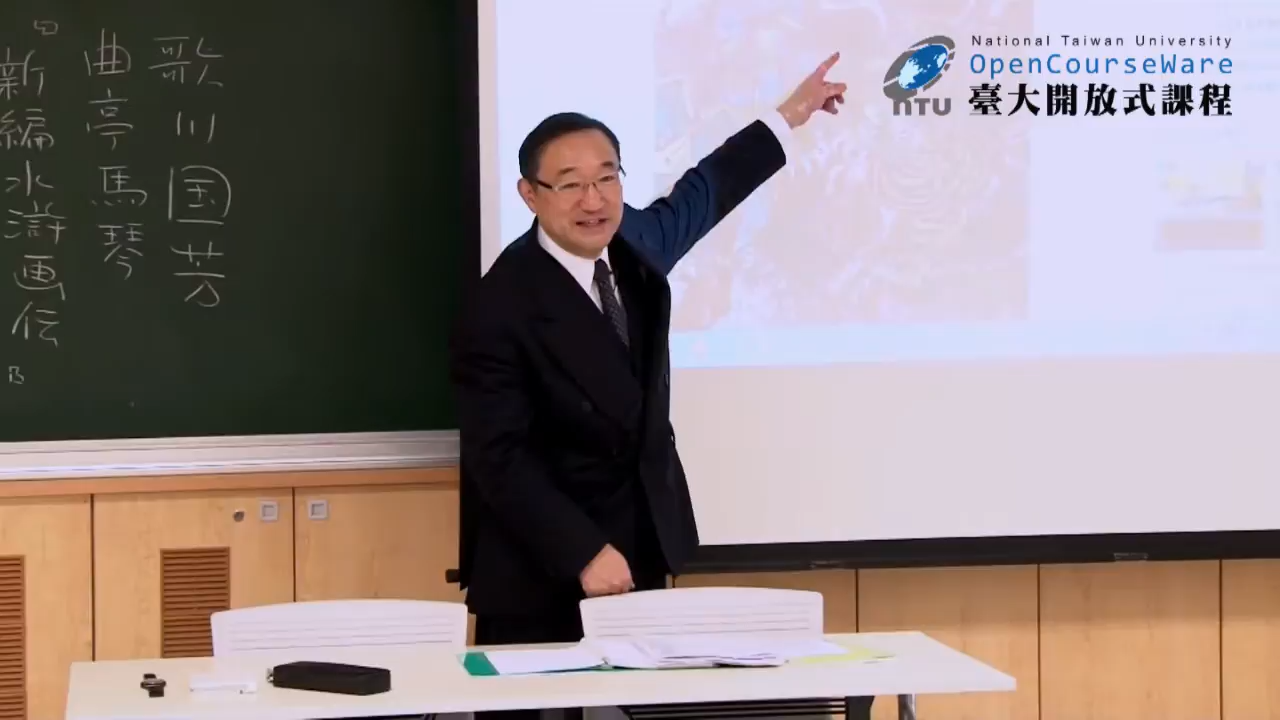 歌川国芳
曲亭馬琴
『新編水滸画伝』
National Taiwan University
OpenCourseWare
臺大開放式課程
NTU